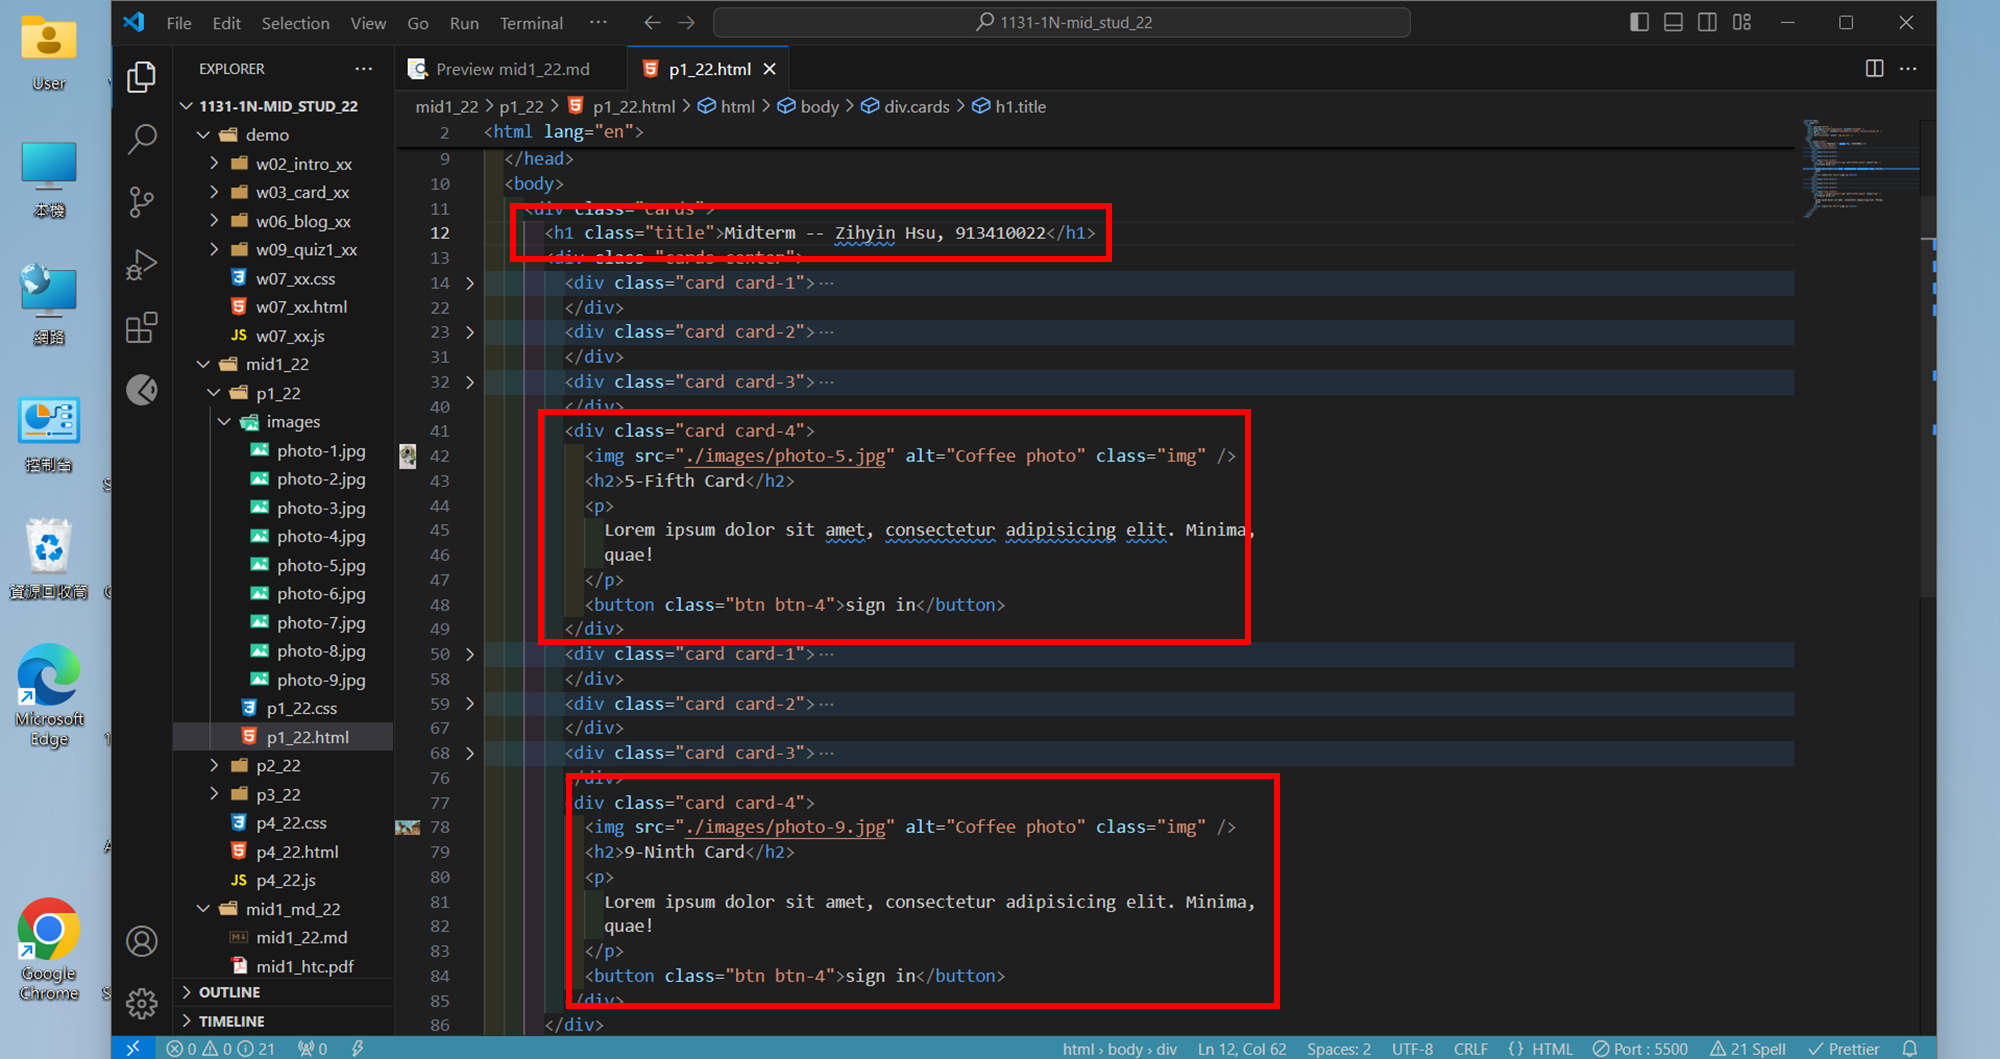 File Edit Selection View Go Run Terminal ··· 1131-1N-mid_stud_22
User
本機
網路
控制台
資源回收筒
Microsoft
Edge
Google
Chrome
EXPLORER
1131-1N-MID_STUD_22
demo
w02_intro_xx
w03_card_xx
w06_blog_xx
w09_quiz1_xx
w07_xx.css
w07_xx.html
JS w07_xx.js
mid1_22
p1_22
images
photo-1.jpg
photo-2.jpg
photo-3.jpg
photo-4.jpg
photo-5.jpg
photo-6.jpg
photo-7.jpg
photo-8.jpg
photo-9.jpg
p1_22.css
p1_22.html
p2_22
p3_22
p4_22.css
p4_22.html
JS p4_22.js
mid1_md_22
mid1_22.md
mid1_htc.pdf
OUTLINE
TIMELINE
Preview mid1_22.md p1_22.html
mid1_22 > p1_22 > p1_22.html > html > body > div.cards > h1.title
2 <html lang="en">
9 </head>
10 <body>
11 <div class="cards">
12 <h1 class="title">Midterm -- Zihyin Hsu, 913410022</h1>
13 <div class="cards-center">
14 <div class="card card-1">···
22 </div>
23 <div class="card card-2">···
31 </div>
32 <div class="card card-3">···
40 </div>
41 <div class="card card-4">
42 <img src="./images/photo-5.jpg" alt="Coffee photo" class="img" />
43 <h2>5-Fifth Card</h2>
44 <p>
45 Lorem ipsum dolor sit amet, consectetur adipisicing elit. Minima,
46 quae!
47 </p>
48 <button class="btn btn-4">sign in</button>
49 </div>
50 <div class="card card-1">···
58 </div>
59 <div class="card card-2">···
67 </div>
68 <div class="card card-3">···
76 </div>
77 <div class="card card-4">
78 <img src="./images/photo-9.jpg" alt="Coffee photo" class="img" />
79 <h2>9-Ninth Card</h2>
80 <p>
81 Lorem ipsum dolor sit amet, consectetur adipisicing elit. Minima,
82 quae!
83 </p>
84 <button class="btn btn-4">sign in</button>
85 </div>
86 </div>
0 0 21 0 html › body › div Ln 12, Col 62 Spaces: 2 UTF-8 CRLF {} HTML Port : 5500 21 Spell Prettier